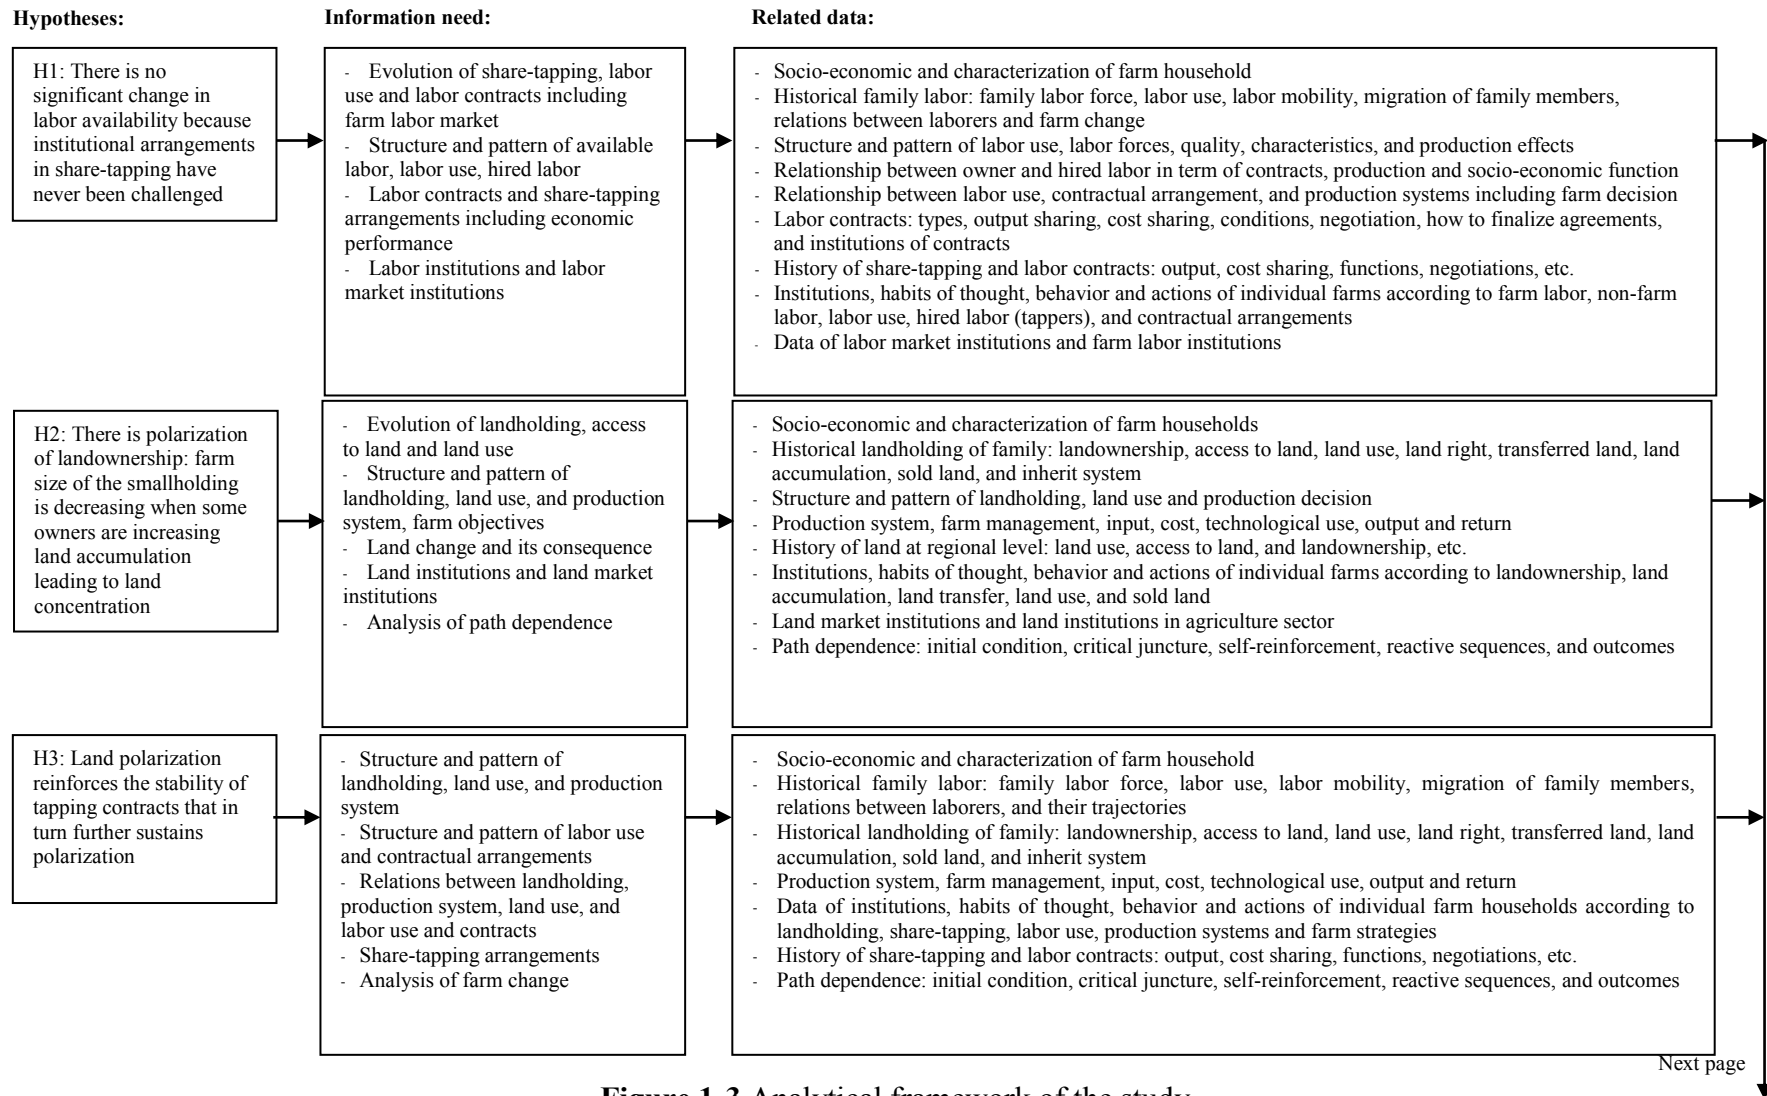 Hypotheses:
Information need:
Related data:
H1: There is no
significant change in
labor availability because
institutional arrangements
in share-tapping have
never been challenged
- Evolution of share-tapping, labor
use and labor contracts including
farm labor market
- Structure and pattern of available
labor, labor use, hired labor
- Labor contracts and share-tapping
arrangements including economic
performance
- Labor institutions and labor
market institutions
- Socio-economic and characterization of farm household
- Historical family labor: family labor force, labor use, labor mobility, migration of family members,
relations between laborers and farm change
- Structure and pattern of labor use, labor forces, quality, characteristics, and production effects
- Relationship between owner and hired labor in term of contracts, production and socio-economic function
- Relationship between labor use, contractual arrangement, and production systems including farm decision
- Labor contracts: types, output sharing, cost sharing, conditions, negotiation, how to finalize agreements,
and institutions of contracts
- History of share-tapping and labor contracts: output, cost sharing, functions, negotiations, etc.
- Institutions, habits of thought, behavior and actions of individual farms according to farm labor, non-farm
labor, labor use, hired labor (tappers), and contractual arrangements
- Data of labor market institutions and farm labor institutions
H2: There is polarization
of landownership: farm
size of the smallholding
is decreasing when some
owners are increasing
land accumulation
leading to land
concentration
- Evolution of landholding, access
to land and land use
- Structure and pattern of
landholding, land use, and production
system, farm objectives
- Land change and its consequence
- Land institutions and land market
institutions
- Analysis of path dependence
- Socio-economic and characterization of farm households
- Historical landholding of family: landownership, access to land, land use, land right, transferred land, land
accumulation, sold land, and inherit system
- Structure and pattern of landholding, land use and production decision
- Production system, farm management, input, cost, technological use, output and return
- History of land at regional level: land use, access to land, and landownership, etc.
- Institutions, habits of thought, behavior and actions of individual farms according to landownership, land
accumulation, land transfer, land use, and sold land
- Land market institutions and land institutions in agriculture sector
- Path dependence: initial condition, critical juncture, self-reinforcement, reactive sequences, and outcomes
H3: Land polarization
reinforces the stability of
tapping contracts that in
turn further sustains
polarization
- Structure and pattern of
landholding, land use, and production
system
- Structure and pattern of labor use
and contractual arrangements
- Relations between landholding,
production system, land use, and
labor use and contracts
- Share-tapping arrangements
- Analysis of farm change
- Socio-economic and characterization of farm household
- Historical family labor: family labor force, labor use, labor mobility, migration of family members,
relations between laborers, and their trajectories
- Historical landholding of family: landownership, access to land, land use, land right, transferred land, land
accumulation, sold land, and inherit system
- Production system, farm management, input, cost, technological use, output and return
- Data of institutions, habits of thought, behavior and actions of individual farm households according to
landholding, share-tapping, labor use, production systems and farm strategies
- History of share-tapping and labor contracts: output, cost sharing, functions, negotiations, etc.
- Path dependence: initial condition, critical juncture, self-reinforcement, reactive sequences, and outcomes
Next page
Figure 1-3 Analytical framework of the study